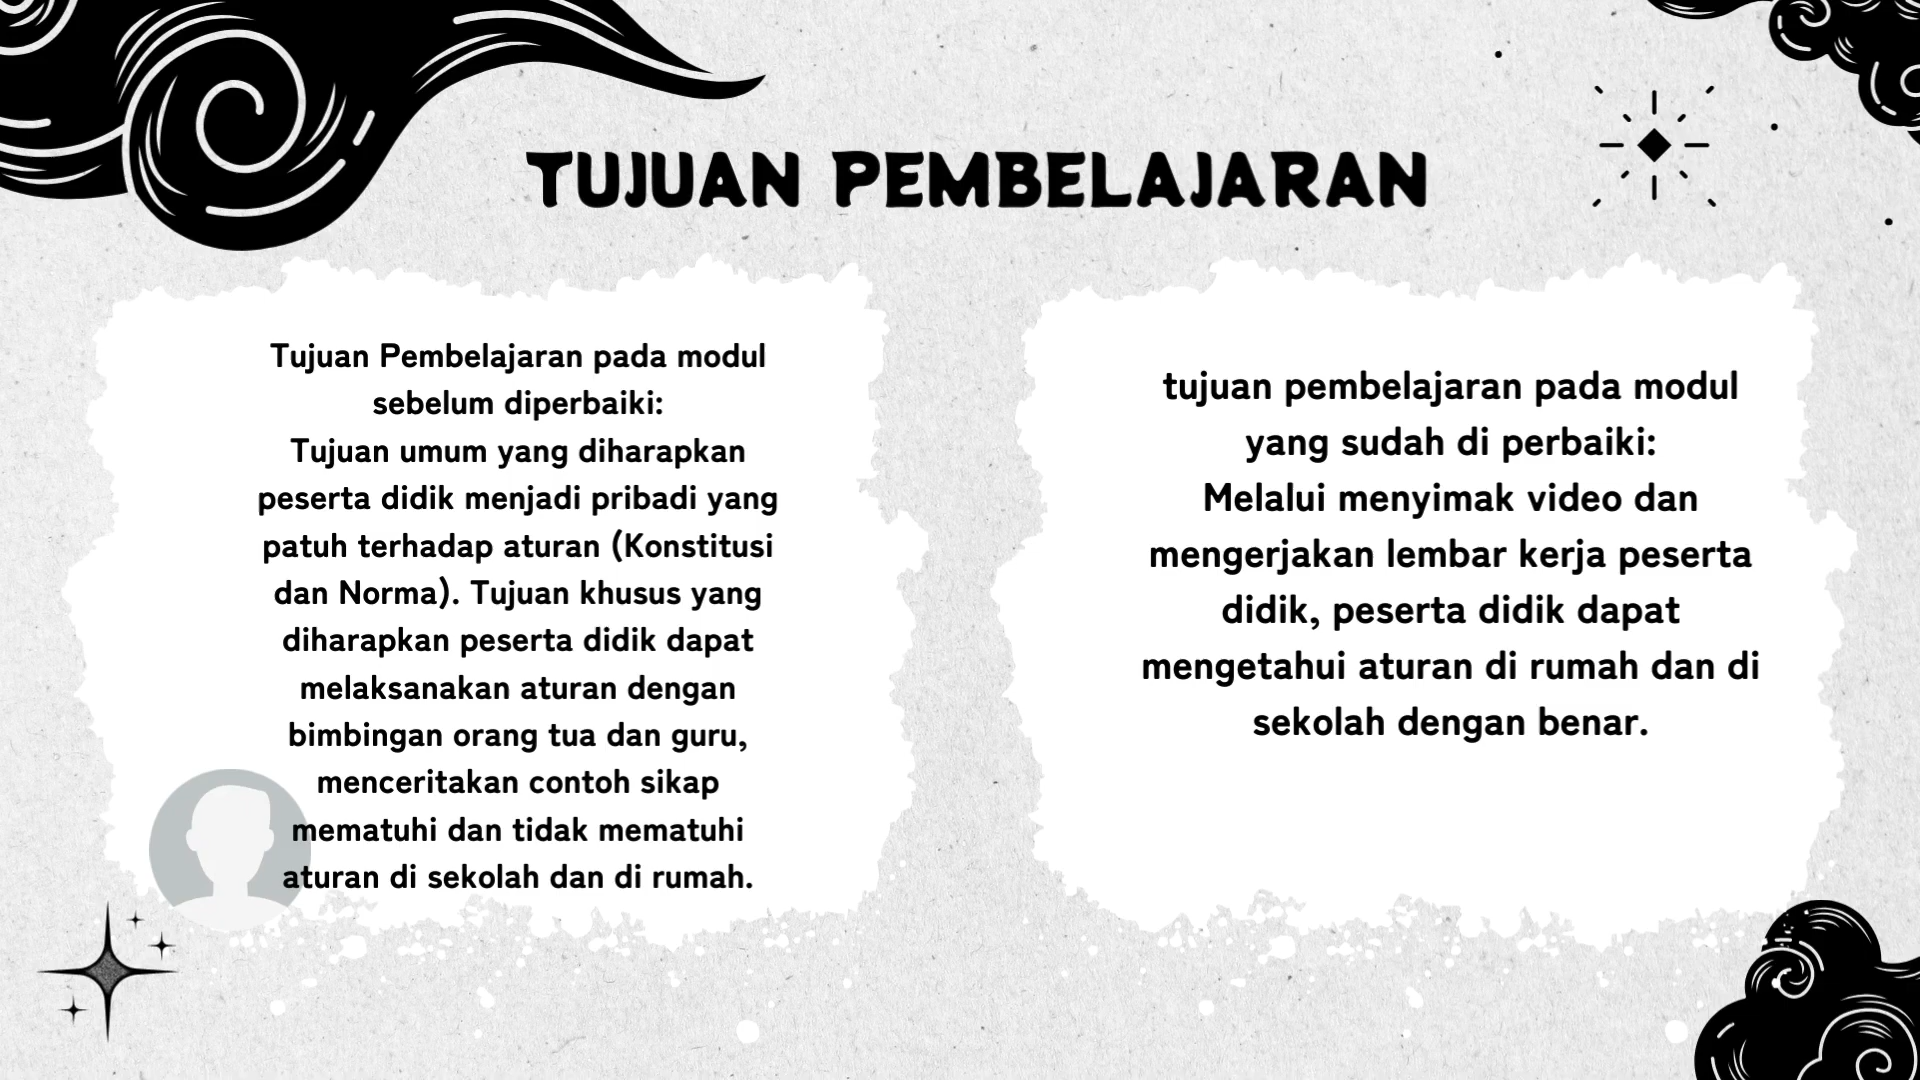 TUJUAN PEMBELAJARAN
Tujuan Pembelajaran pada modul
sebelum diperbaiki:
Tujuan umum yang diharapkan
peserta didik menjadi pribadi yang
patuh terhadap aturan (Konstitusi
dan Norma). Tujuan khusus yang
diharapkan peserta didik dapat
melaksanakan aturan dengan
bimbingan orang tua dan guru,
menceritakan contoh sikap
mematuhi dan tidak mematuhi
aturan di sekolah dan di rumah.
tujuan pembelajaran pada modul
yang sudah di perbaiki:
Melalui menyimak video dan
mengerjakan lembar kerja peserta
didik, peserta didik dapat
mengetahui aturan di rumah dan di
sekolah dengan benar.